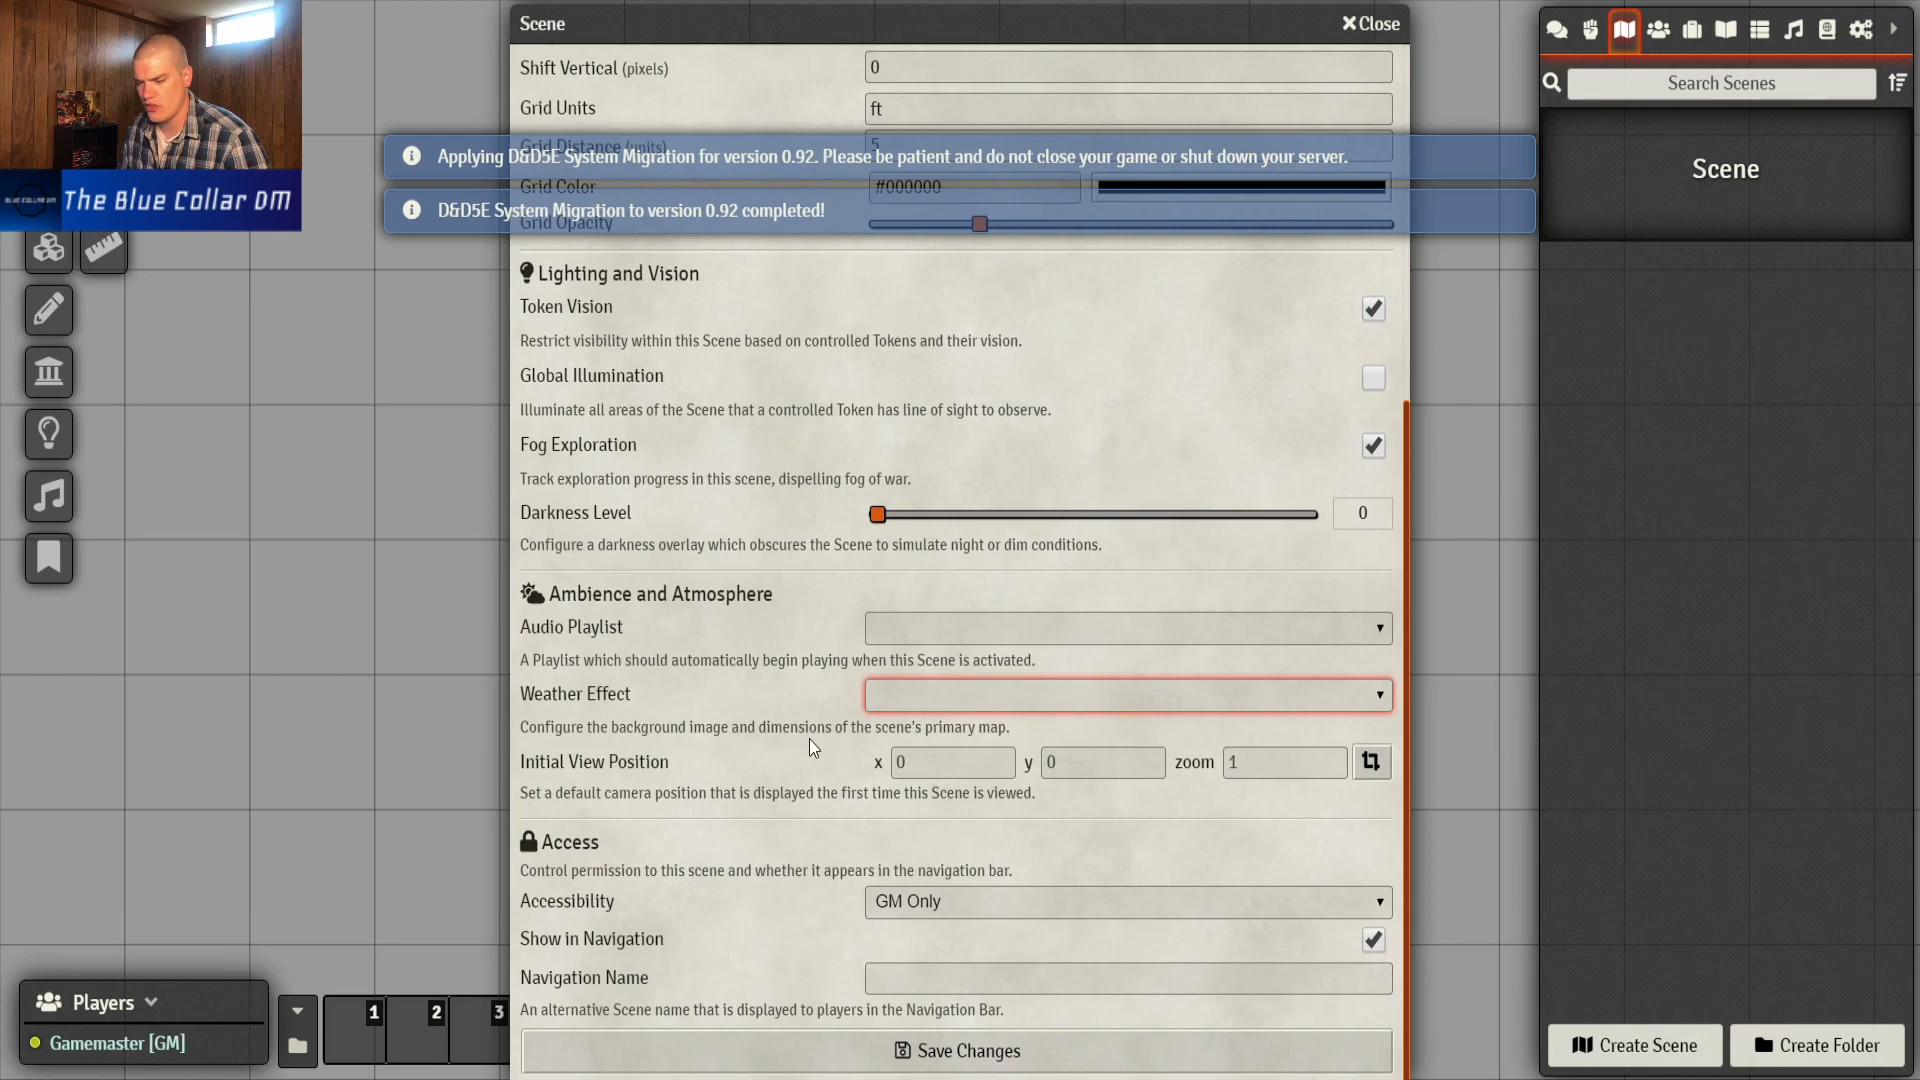 Scene
Close
Shift Vertical (pixels)
0
Grid Units
ft
Grid Distance (units)
5
Applying D&D5E System Migration for version 0.92. Please be patient and do not close your game or shut down your server.
Grid Color
#000000
D&D5E System Migration to version 0.92 completed!
Grid Opacity
Lighting and Vision
Token Vision
Restrict visibility within this Scene based on controlled Tokens and their vision.
Global Illumination
Illuminate all areas of the Scene that a controlled Token has line of sight to observe.
Fog Exploration
Track exploration progress in this scene, dispelling fog of war.
Darkness Level
0
Configure a darkness overlay which obscures the Scene to simulate night or dim conditions.
Ambience and Atmosphere
Audio Playlist
A Playlist which should automatically begin playing when this Scene is activated.
Weather Effect
Configure the background image and dimensions of the scene's primary map.
Initial View Position
x 0 y 0 zoom 1
Set a default camera position that is displayed the first time this Scene is viewed.
Access
Control permission to this scene and whether it appears in the navigation bar.
Accessibility
GM Only
Show in Navigation
Navigation Name
An alternative Scene name that is displayed to players in the Navigation Bar.
Save Changes
BLUE COLLAR DM
The Blue Collar DM
Players
Gamemaster [GM]
1 2 3
Search Scenes
Scene
Create Scene
Create Folder